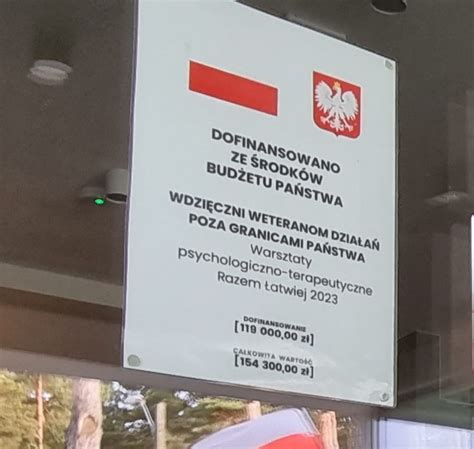 DOFINANSOWANO
ZE ŚRODKÓW
BUDŻETU PAŃSTWA
WDZIĘCZNI WETERANOM DZIAŁAŃ
POZA GRANICAMI PAŃSTWA
Warsztaty
psychologiczno-terapeutyczne
Razem Łatwiej 2023
DOFINANSOWANIE
[119 000,00 zł]
CAŁKOWITA WARTOŚĆ
[154 300,00 zł]